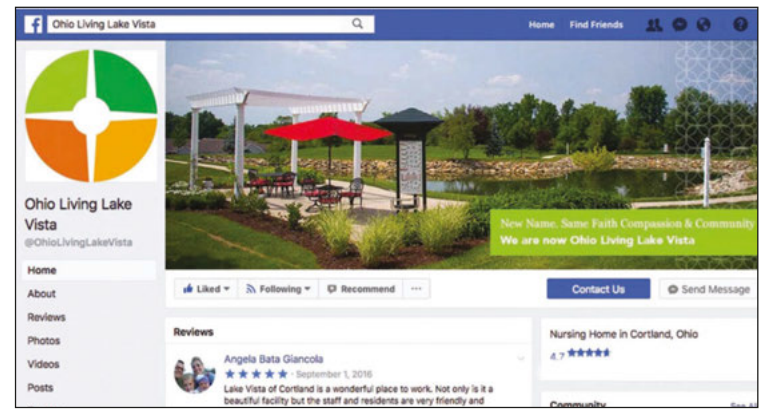 f Ohio Living Lake Vista
Home Find Friends
New Name. Same Faith Compassion & Community
We are now Ohio Living Lake Vista
Ohio Living Lake
Vista
@OhioLivingLakeVista
Home
About
Reviews
Photos
Videos
Posts
Liked Following Recommend ...
Contact Us Send Message
Reviews
Angela Bata Giancola
September 1, 2016
Lake Vista of Cortland is a wonderful place to work. Not only is it a
beautiful facility but the staff and residents are very friendly and
Nursing Home in Cortland, Ohio
4.7
Community See